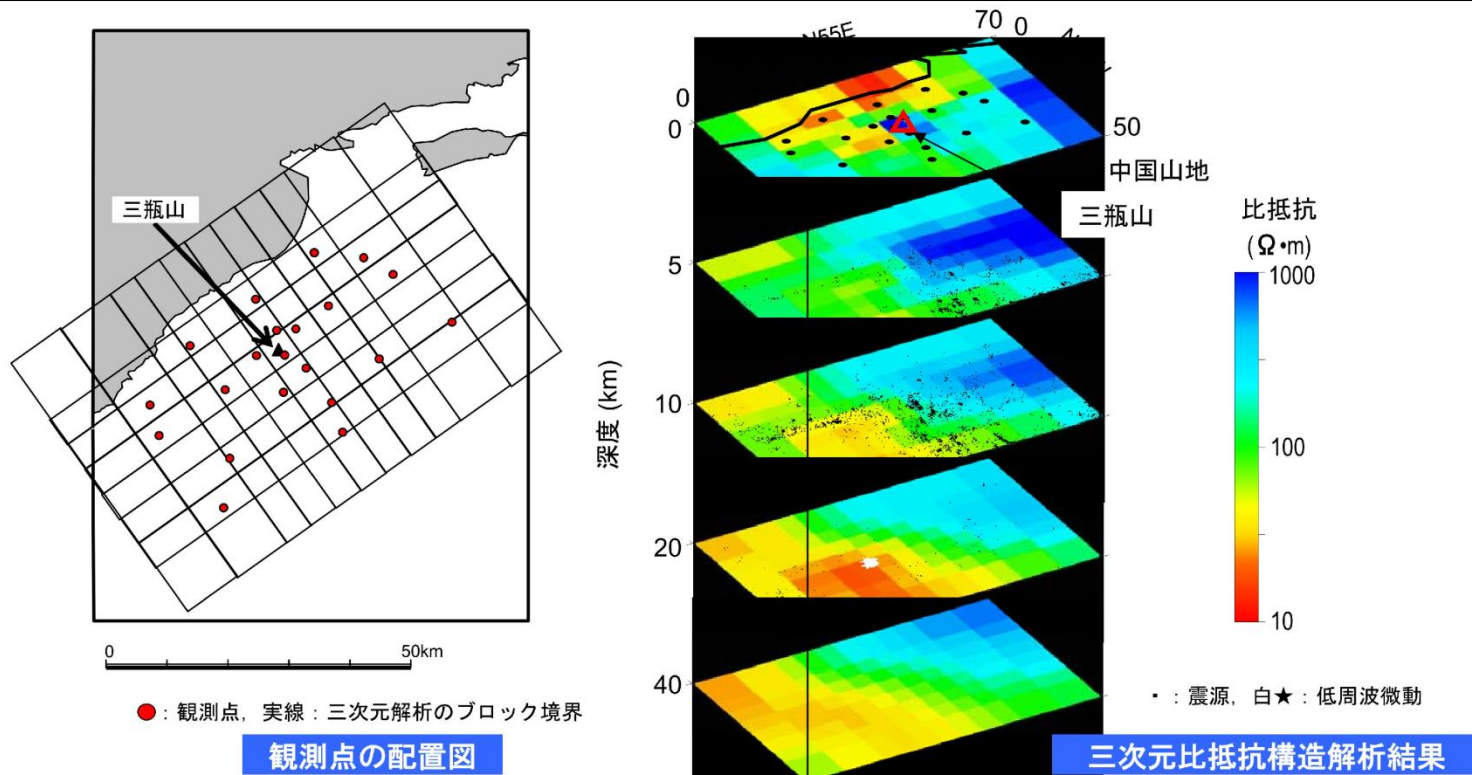 三瓶山
0
50km
：観測点，実線：三次元解析のブロック境界
観測点の配置図
N55E
70
0
0
0
50
中国山地
三瓶山
5
10
20
40
深度 (km)
比抵抗
(Ω•m)
1000
100
10
・：震源，白★：低周波微動
三次元比抵抗構造解析結果